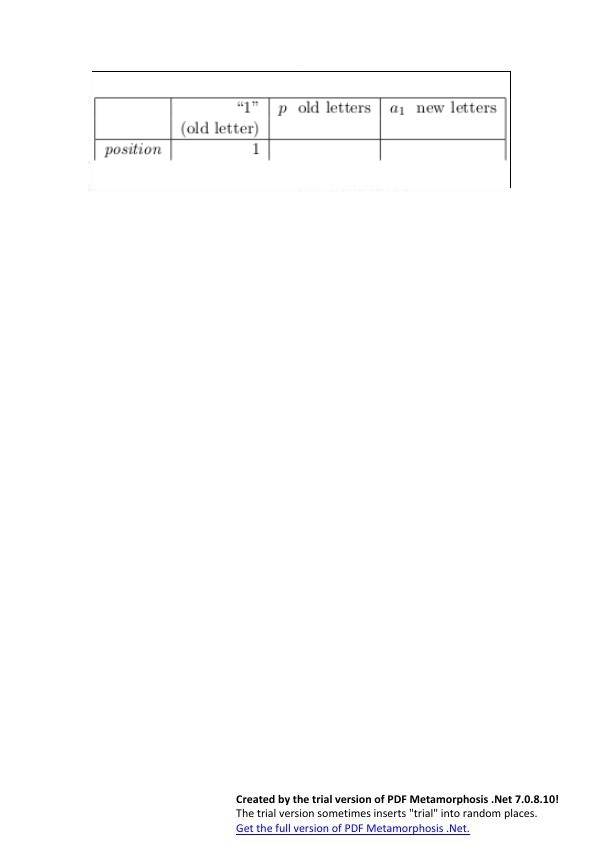 “1” p old letters a₁ new letters
(old letter)
position 1
Created by the trial version of PDF Metamorphosis .Net 7.0.8.10!
The trial version sometimes inserts "trial" into random places.
Get the full version of PDF Metamorphosis .Net.